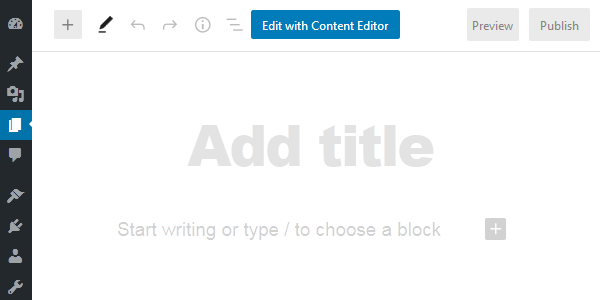 Edit with Content Editor
Preview
Publish
Add title
Start writing or type / to choose a block